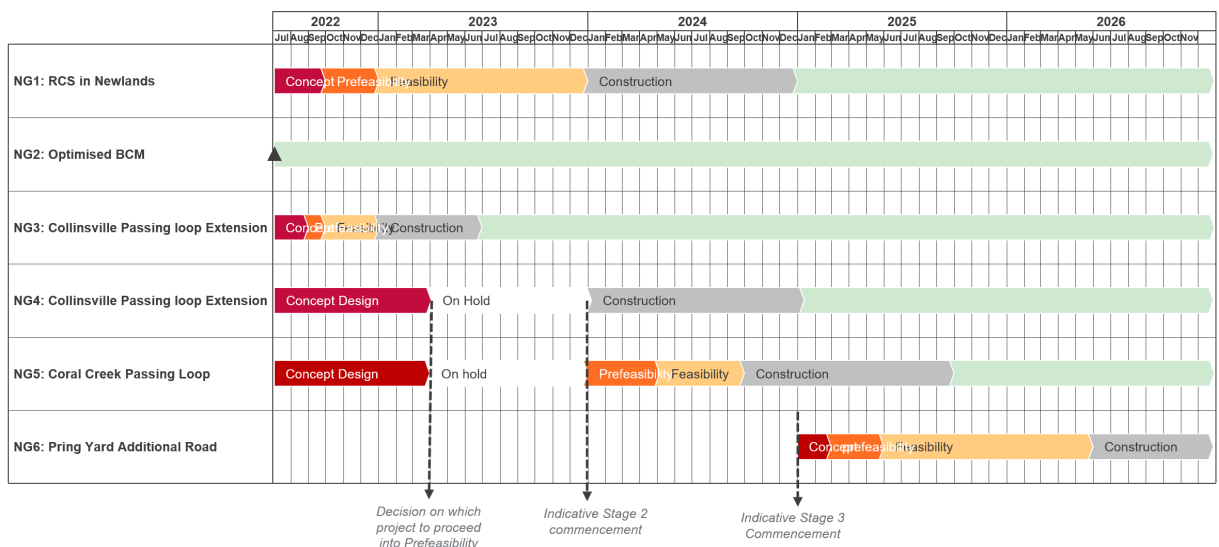 2022 2023 2024 2025 2026
Jul Aug Sep Oct Nov Dec Jan Feb Mar Apr May Jun Jul Aug Sep Oct Nov Dec Jan Feb Mar Apr May Jun Jul Aug Sep Oct Nov Dec Jan Feb Mar Apr May Jun Jul Aug Sep Oct Nov Dec Jan Feb Mar Apr May Jun Jul Aug Sep Oct Nov
NG1: RCS in Newlands Concept Prefeasibility Feasibility Construction
NG2: Optimised BCM
NG3: Collinsville Passing loop Extension Concept Prefeasibility Feasibility Construction
NG4: Collinsville Passing loop Extension Concept Design On Hold Construction
NG5: Coral Creek Passing Loop Concept Design On hold Prefeasibility Feasibility Construction
NG6: Pring Yard Additional Road Concept prefeasibility Feasibility Construction
Decision on which
project to proceed
into Prefeasibility
Indicative Stage 2
commencement
Indicative Stage 3
Commencement